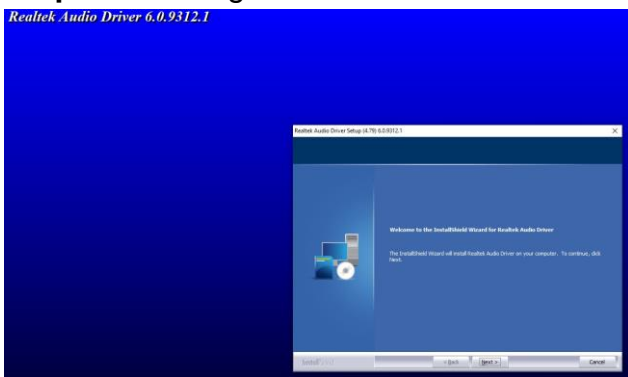 Realtek Audio Driver 6.0.9312.1
Realtek Audio Driver Setup (4.79) 6.0.9312.1
Welcome to the InstallShield Wizard for Realtek Audio Driver
The InstallShield Wizard will install Realtek Audio Driver on your computer. To continue, click
Next.
InstallShield
< Back
Next >
Cancel